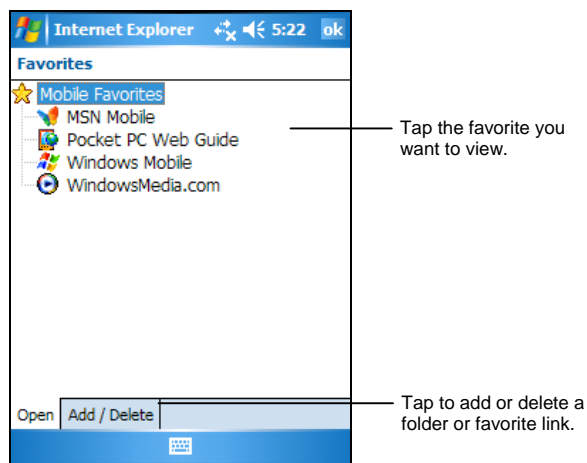 Internet Explorer 5:22 ok
Favorites
Mobile Favorites
MSN Mobile
Pocket PC Web Guide
Windows Mobile
WindowsMedia.com
Tap the favorite you
want to view.
Open Add / Delete
Tap to add or delete a
folder or favorite link.